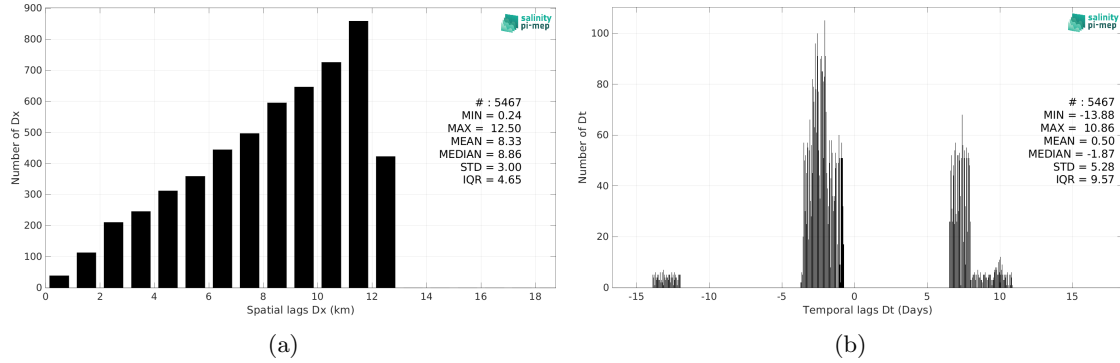 900
800
700
600
500
400
300
200
100
0
Number of Dx
0 2 4 6 8 10 12 14 16 18
Spatial lags Dx (km)
salinity
pi-mep
# : 5467
MIN = 0.24
MAX = 12.50
MEAN = 8.33
MEDIAN = 8.86
STD = 3.00
IQR = 4.65
(a)
100
80
60
40
20
0
Number of Dt
-15 -10 -5 0 5 10 15
Temporal lags Dt (Days)
salinity
pi-mep
# : 5467
MIN = -13.88
MAX = 10.86
MEAN = 0.50
MEDIAN = -1.87
STD = 5.28
IQR = 9.57
(b)